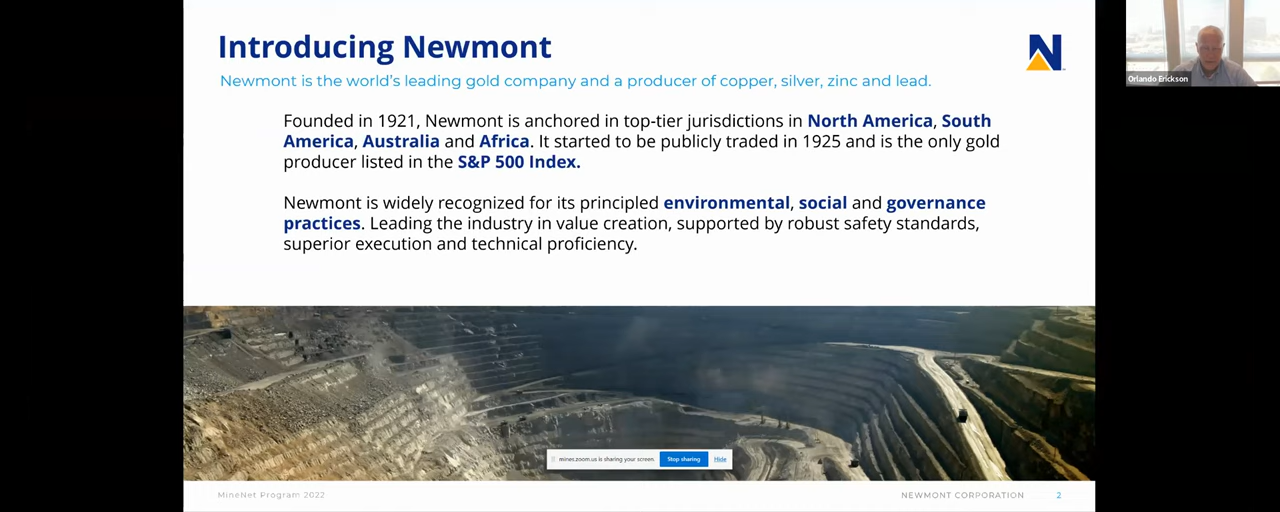 Introducing Newmont
Newmont is the world's leading gold company and a producer of copper, silver, zinc and lead.
Founded in 1921, Newmont is anchored in top-tier jurisdictions in North America, South
America, Australia and Africa. It started to be publicly traded in 1925 and is the only gold
producer listed in the S&P 500 Index.
Newmont is widely recognized for its principled environmental, social and governance
practices. Leading the industry in value creation, supported by robust safety standards,
superior execution and technical proficiency.
mines.zoom.us is sharing your screen. Stop sharing Hide
MineNet Program 2022
NEWMONT CORPORATION 2
Orlando Erickson